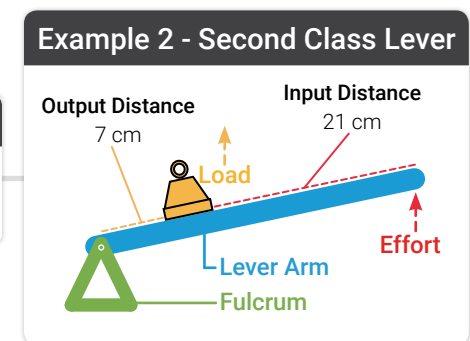 Example 2 - Second Class Lever
Output Distance
7 cm
Input Distance
21 cm
Load
Effort
Lever Arm
Fulcrum